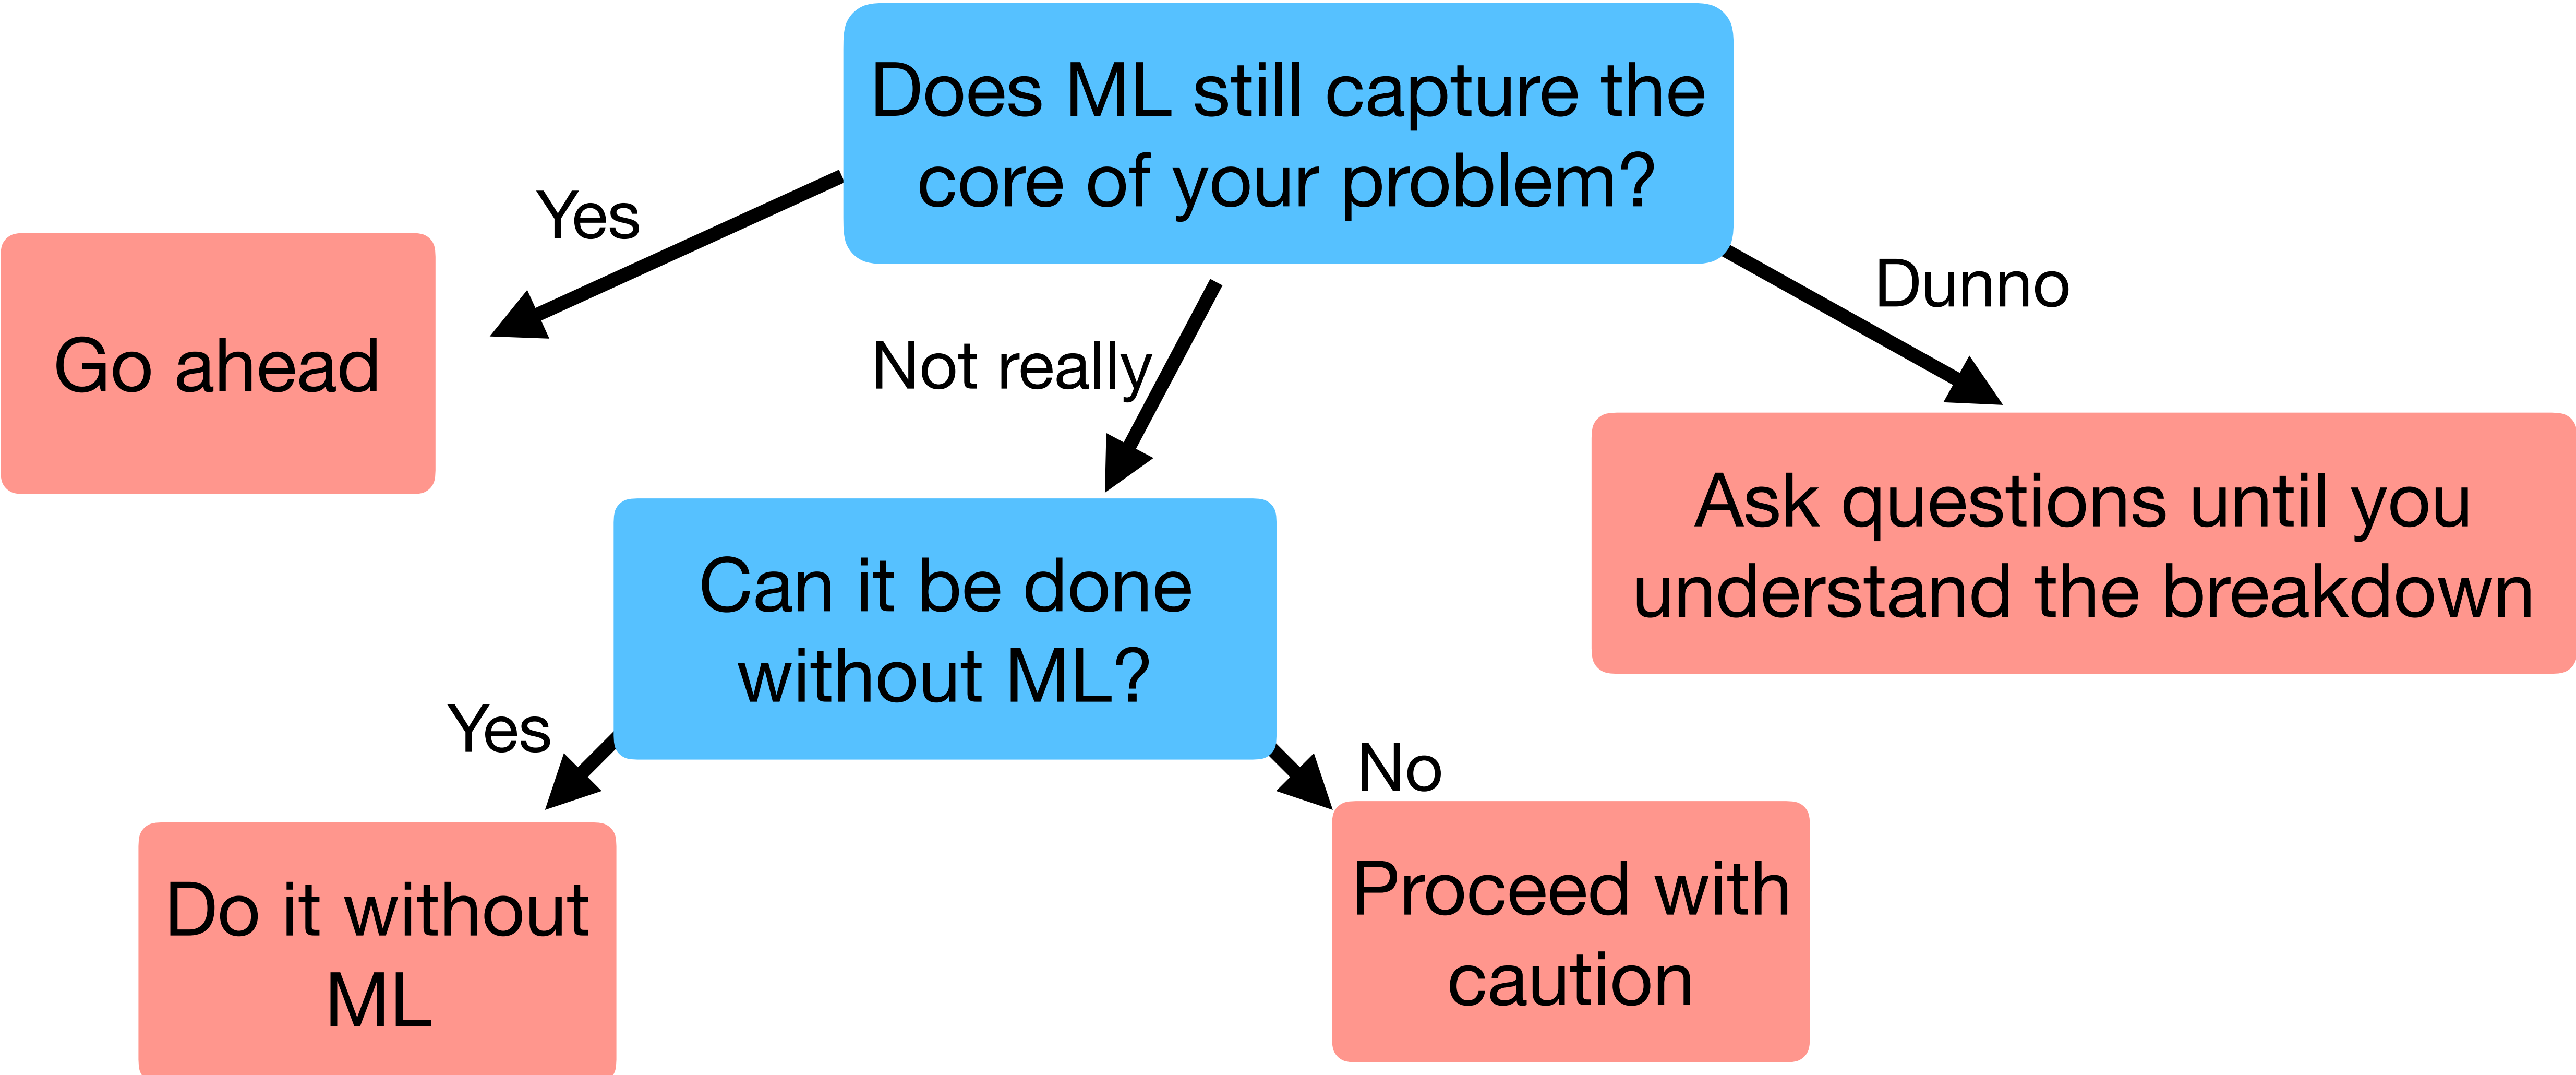 Does ML still capture the
core of your problem?
Yes
Go ahead
Not really
Dunno
Ask questions until you
understand the breakdown
Can it be done
without ML?
Yes
No
Do it without
ML
Proceed with
caution